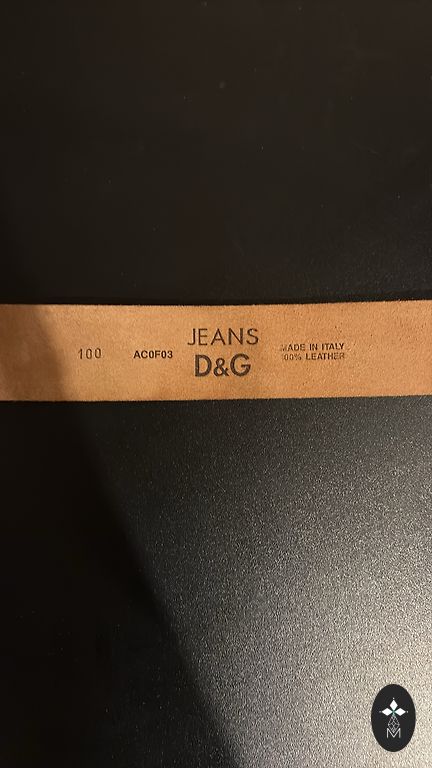 100
AC0F03
JEANS
D&G
MADE IN ITALY
100% LEATHER
M